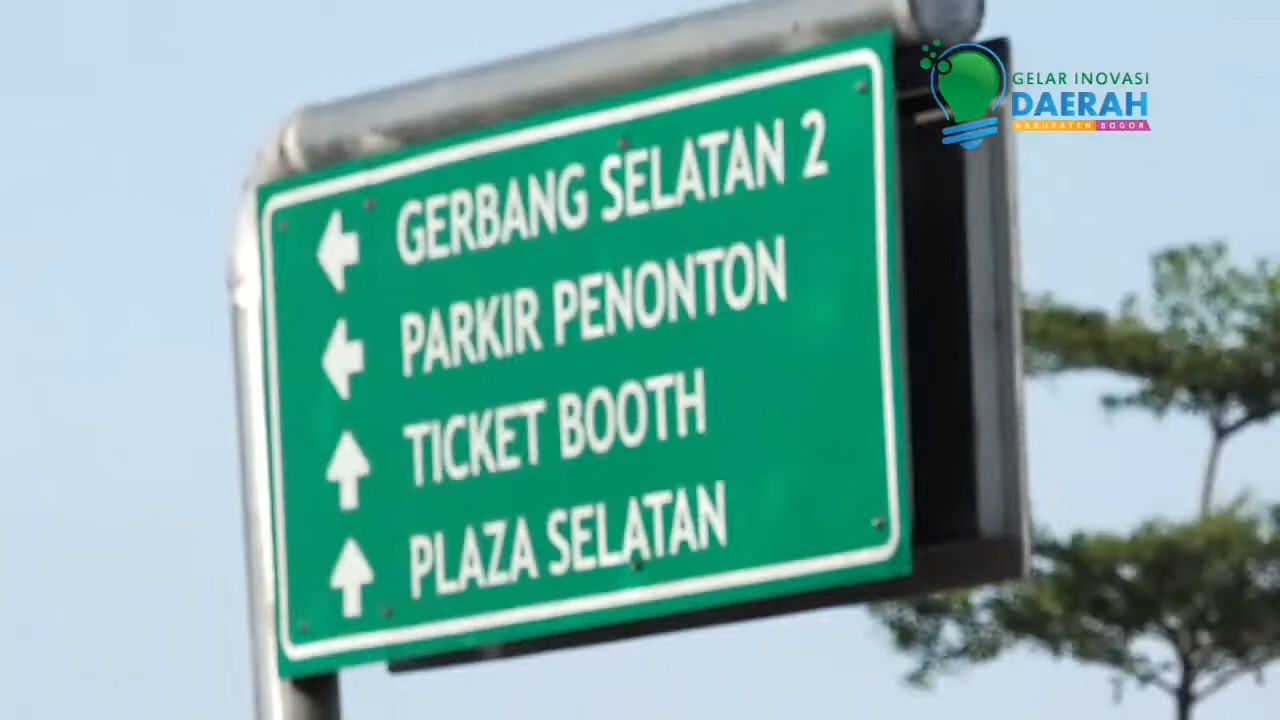 GERBANG SELATAN 2
PARKIR PENONTON
TICKET BOOTH
PLAZA SELATAN
GELAR INOVASI
DAERAH
KABUPATEN BOGOR